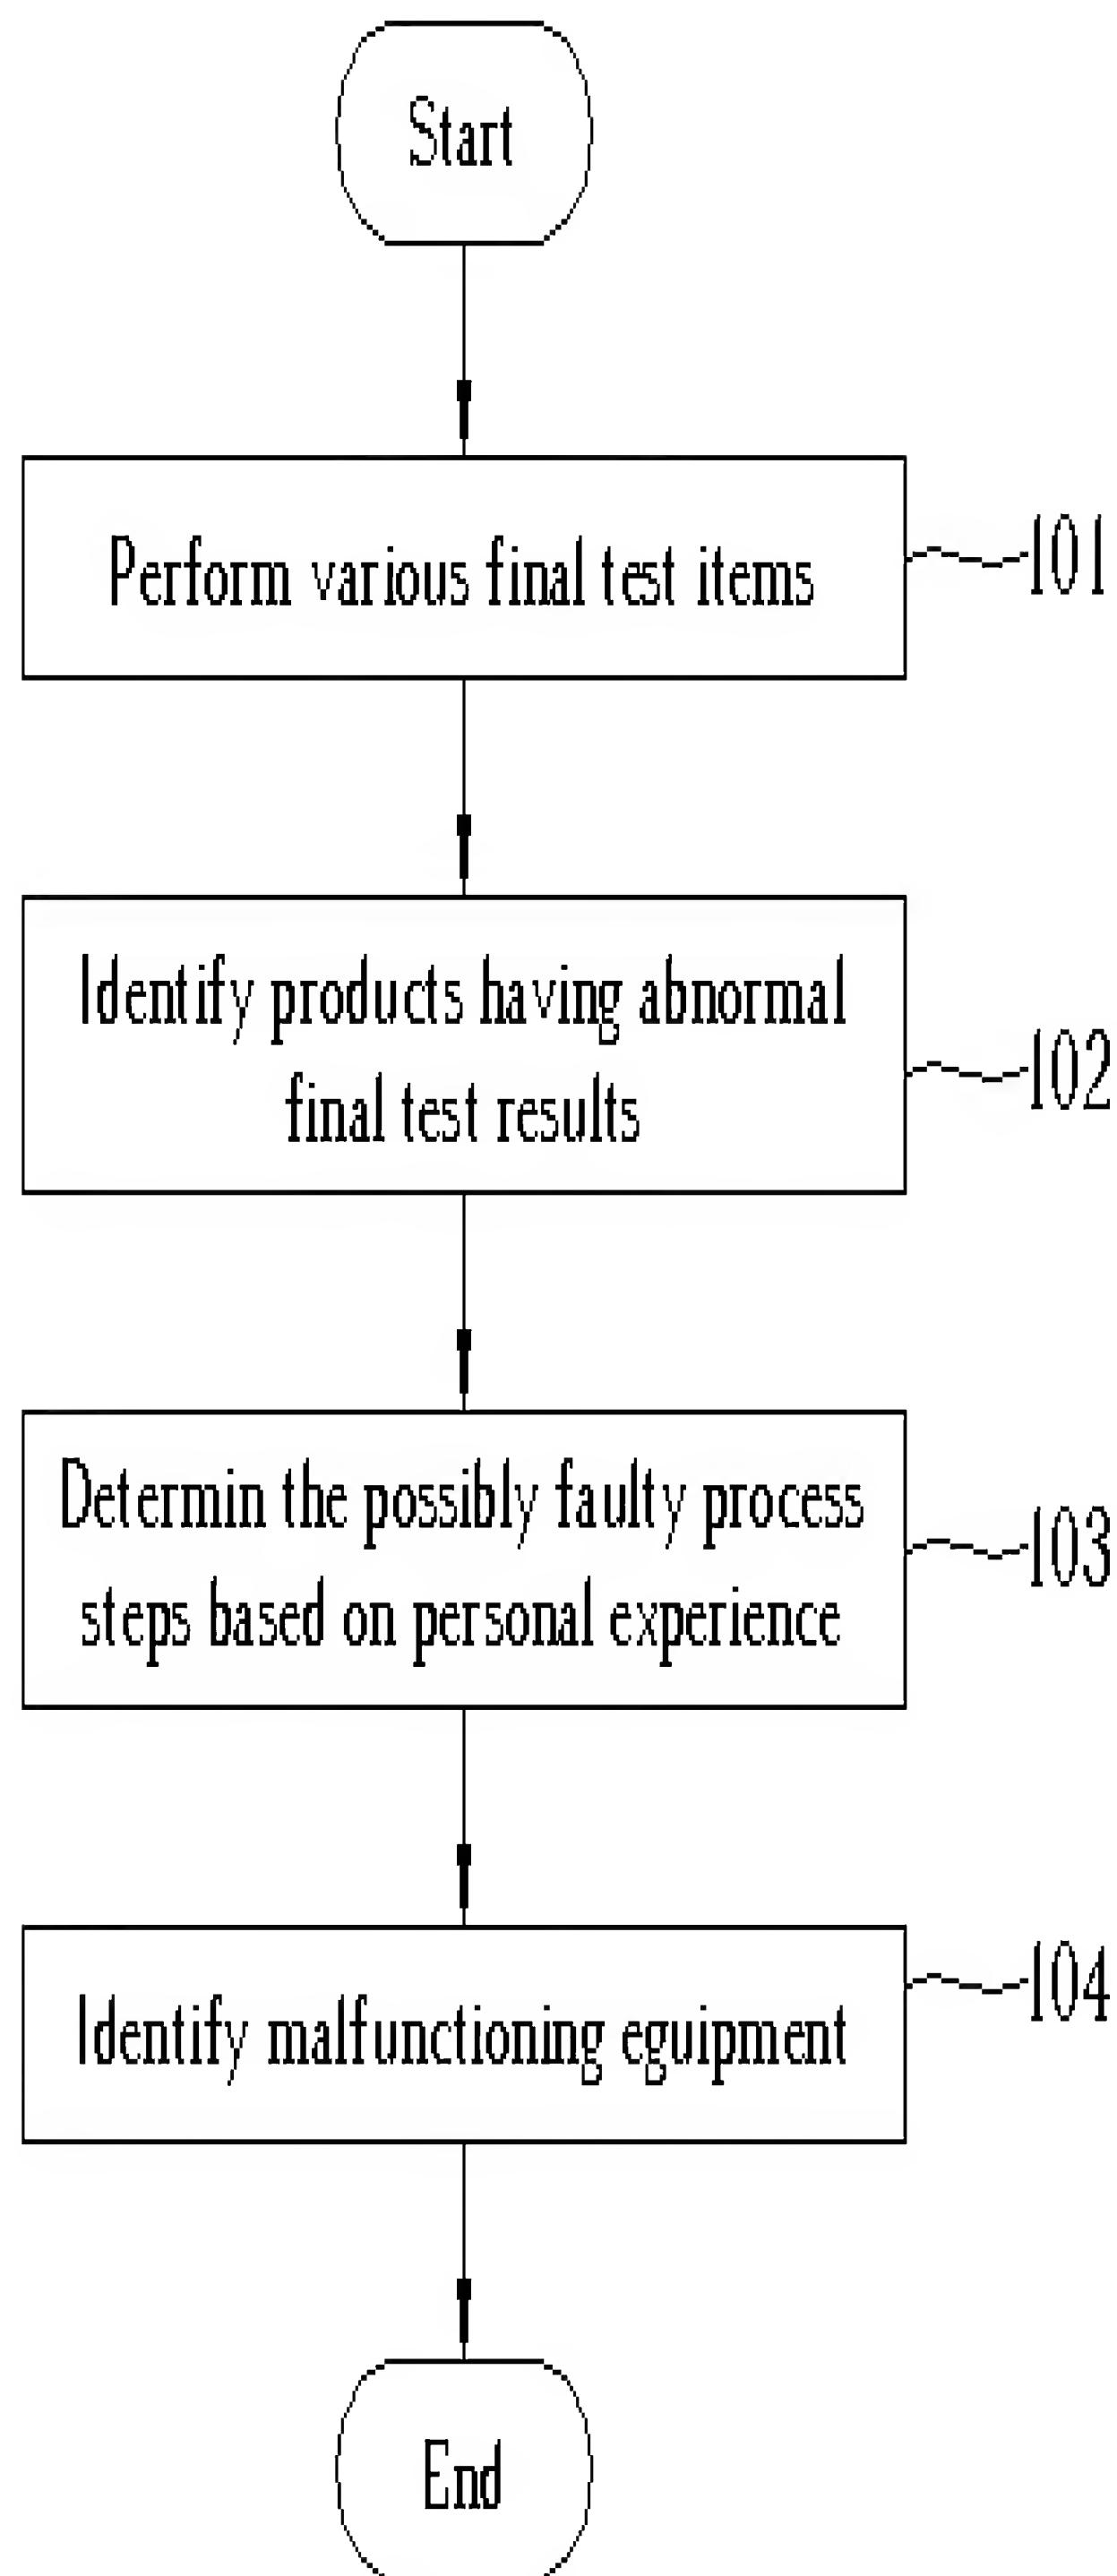 Start
Perform various final test items
101
Identify products having abnormal
final test results
102
Determin the possibly faulty process
steps based on personal experience
103
Identify malfunctioning eguipment
104
End